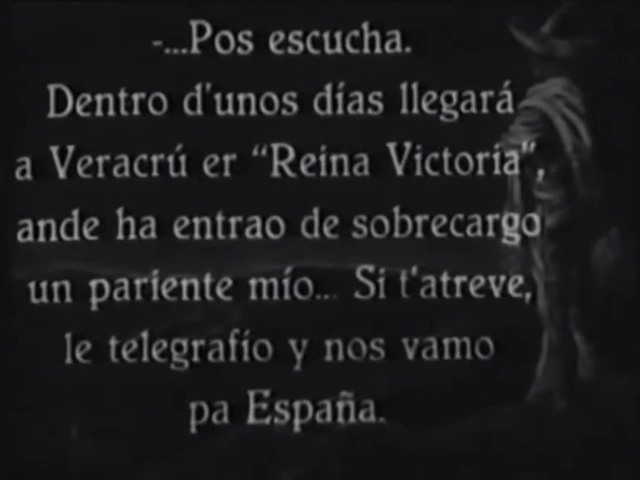 -...Pos escucha.
Dentro d'unos días llegará
a Veracrú er "Reina Victoria",
ande ha entrao de sobrecargo
un pariente mío... Si t'atreve,
le telegrafío y nos vamo
pa España.